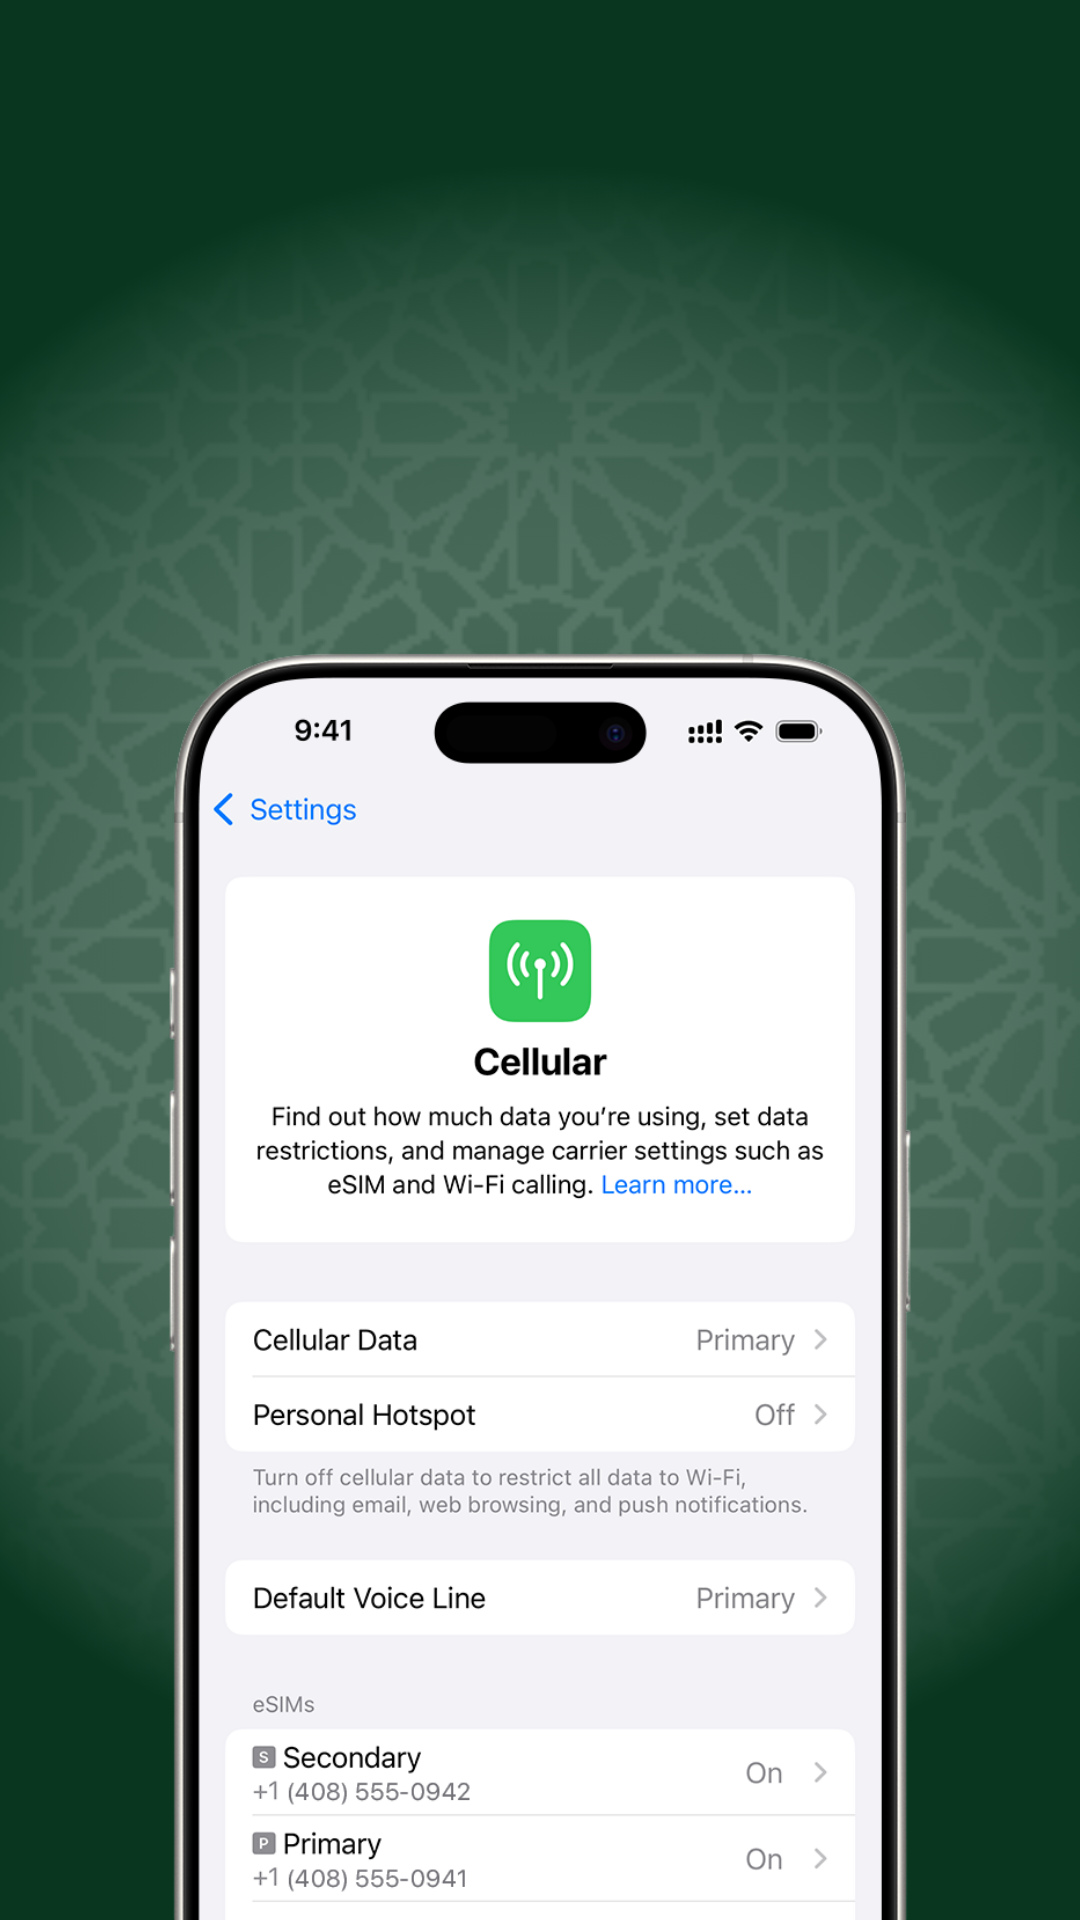 9:41
Settings
Cellular
Find out how much data you’re using, set data
restrictions, and manage carrier settings such as
eSIM and Wi-Fi calling. Learn more...
Cellular Data Primary
Personal Hotspot Off
Turn off cellular data to restrict all data to Wi-Fi,
including email, web browsing, and push notifications.
Default Voice Line Primary
eSIMs
S Secondary On
+1 (408) 555-0942
P Primary On
+1 (408) 555-0941